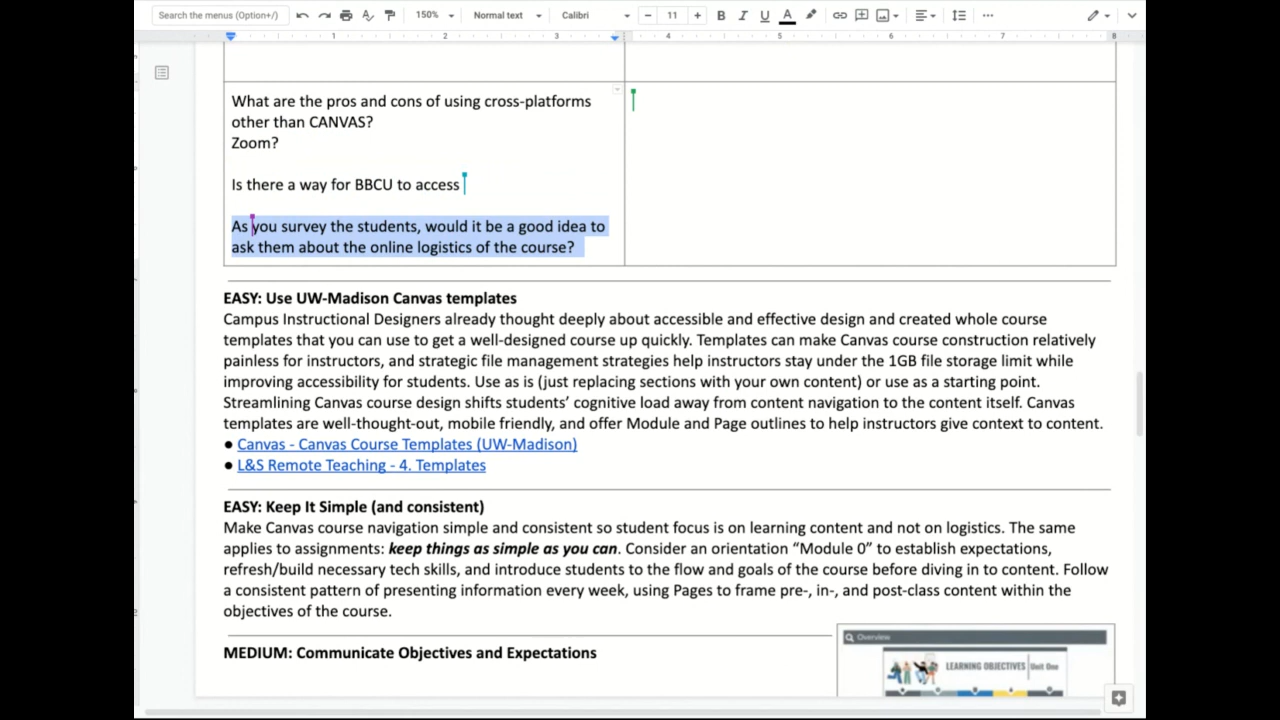 Search the menus (Option+/)
150%
Normal text
Calibri
− 11 +
B I U A
1 2 3 4 5 6 7 8
What are the pros and cons of using cross-platforms
other than CANVAS?
Zoom?
Is there a way for BBCU to access
As you survey the students, would it be a good idea to
ask them about the online logistics of the course?
EASY: Use UW-Madison Canvas templates
Campus Instructional Designers already thought deeply about accessible and effective design and created whole course
templates that you can use to get a well-designed course up quickly. Templates can make Canvas course construction relatively
painless for instructors, and strategic file management strategies help instructors stay under the 1GB file storage limit while
improving accessibility for students. Use as is (just replacing sections with your own content) or use as a starting point.
Streamlining Canvas course design shifts students’ cognitive load away from content navigation to the content itself. Canvas
templates are well-thought-out, mobile friendly, and offer Module and Page outlines to help instructors give context to content.
● Canvas - Canvas Course Templates (UW-Madison)
● L&S Remote Teaching - 4. Templates
EASY: Keep It Simple (and consistent)
Make Canvas course navigation simple and consistent so student focus is on learning content and not on logistics. The same
applies to assignments: keep things as simple as you can. Consider an orientation “Module 0” to establish expectations,
refresh/build necessary tech skills, and introduce students to the flow and goals of the course before diving in to content. Follow
a consistent pattern of presenting information every week, using Pages to frame pre-, in-, and post-class content within the
objectives of the course.
MEDIUM: Communicate Objectives and Expectations
Overview
LEARNING OBJECTIVES Unit One